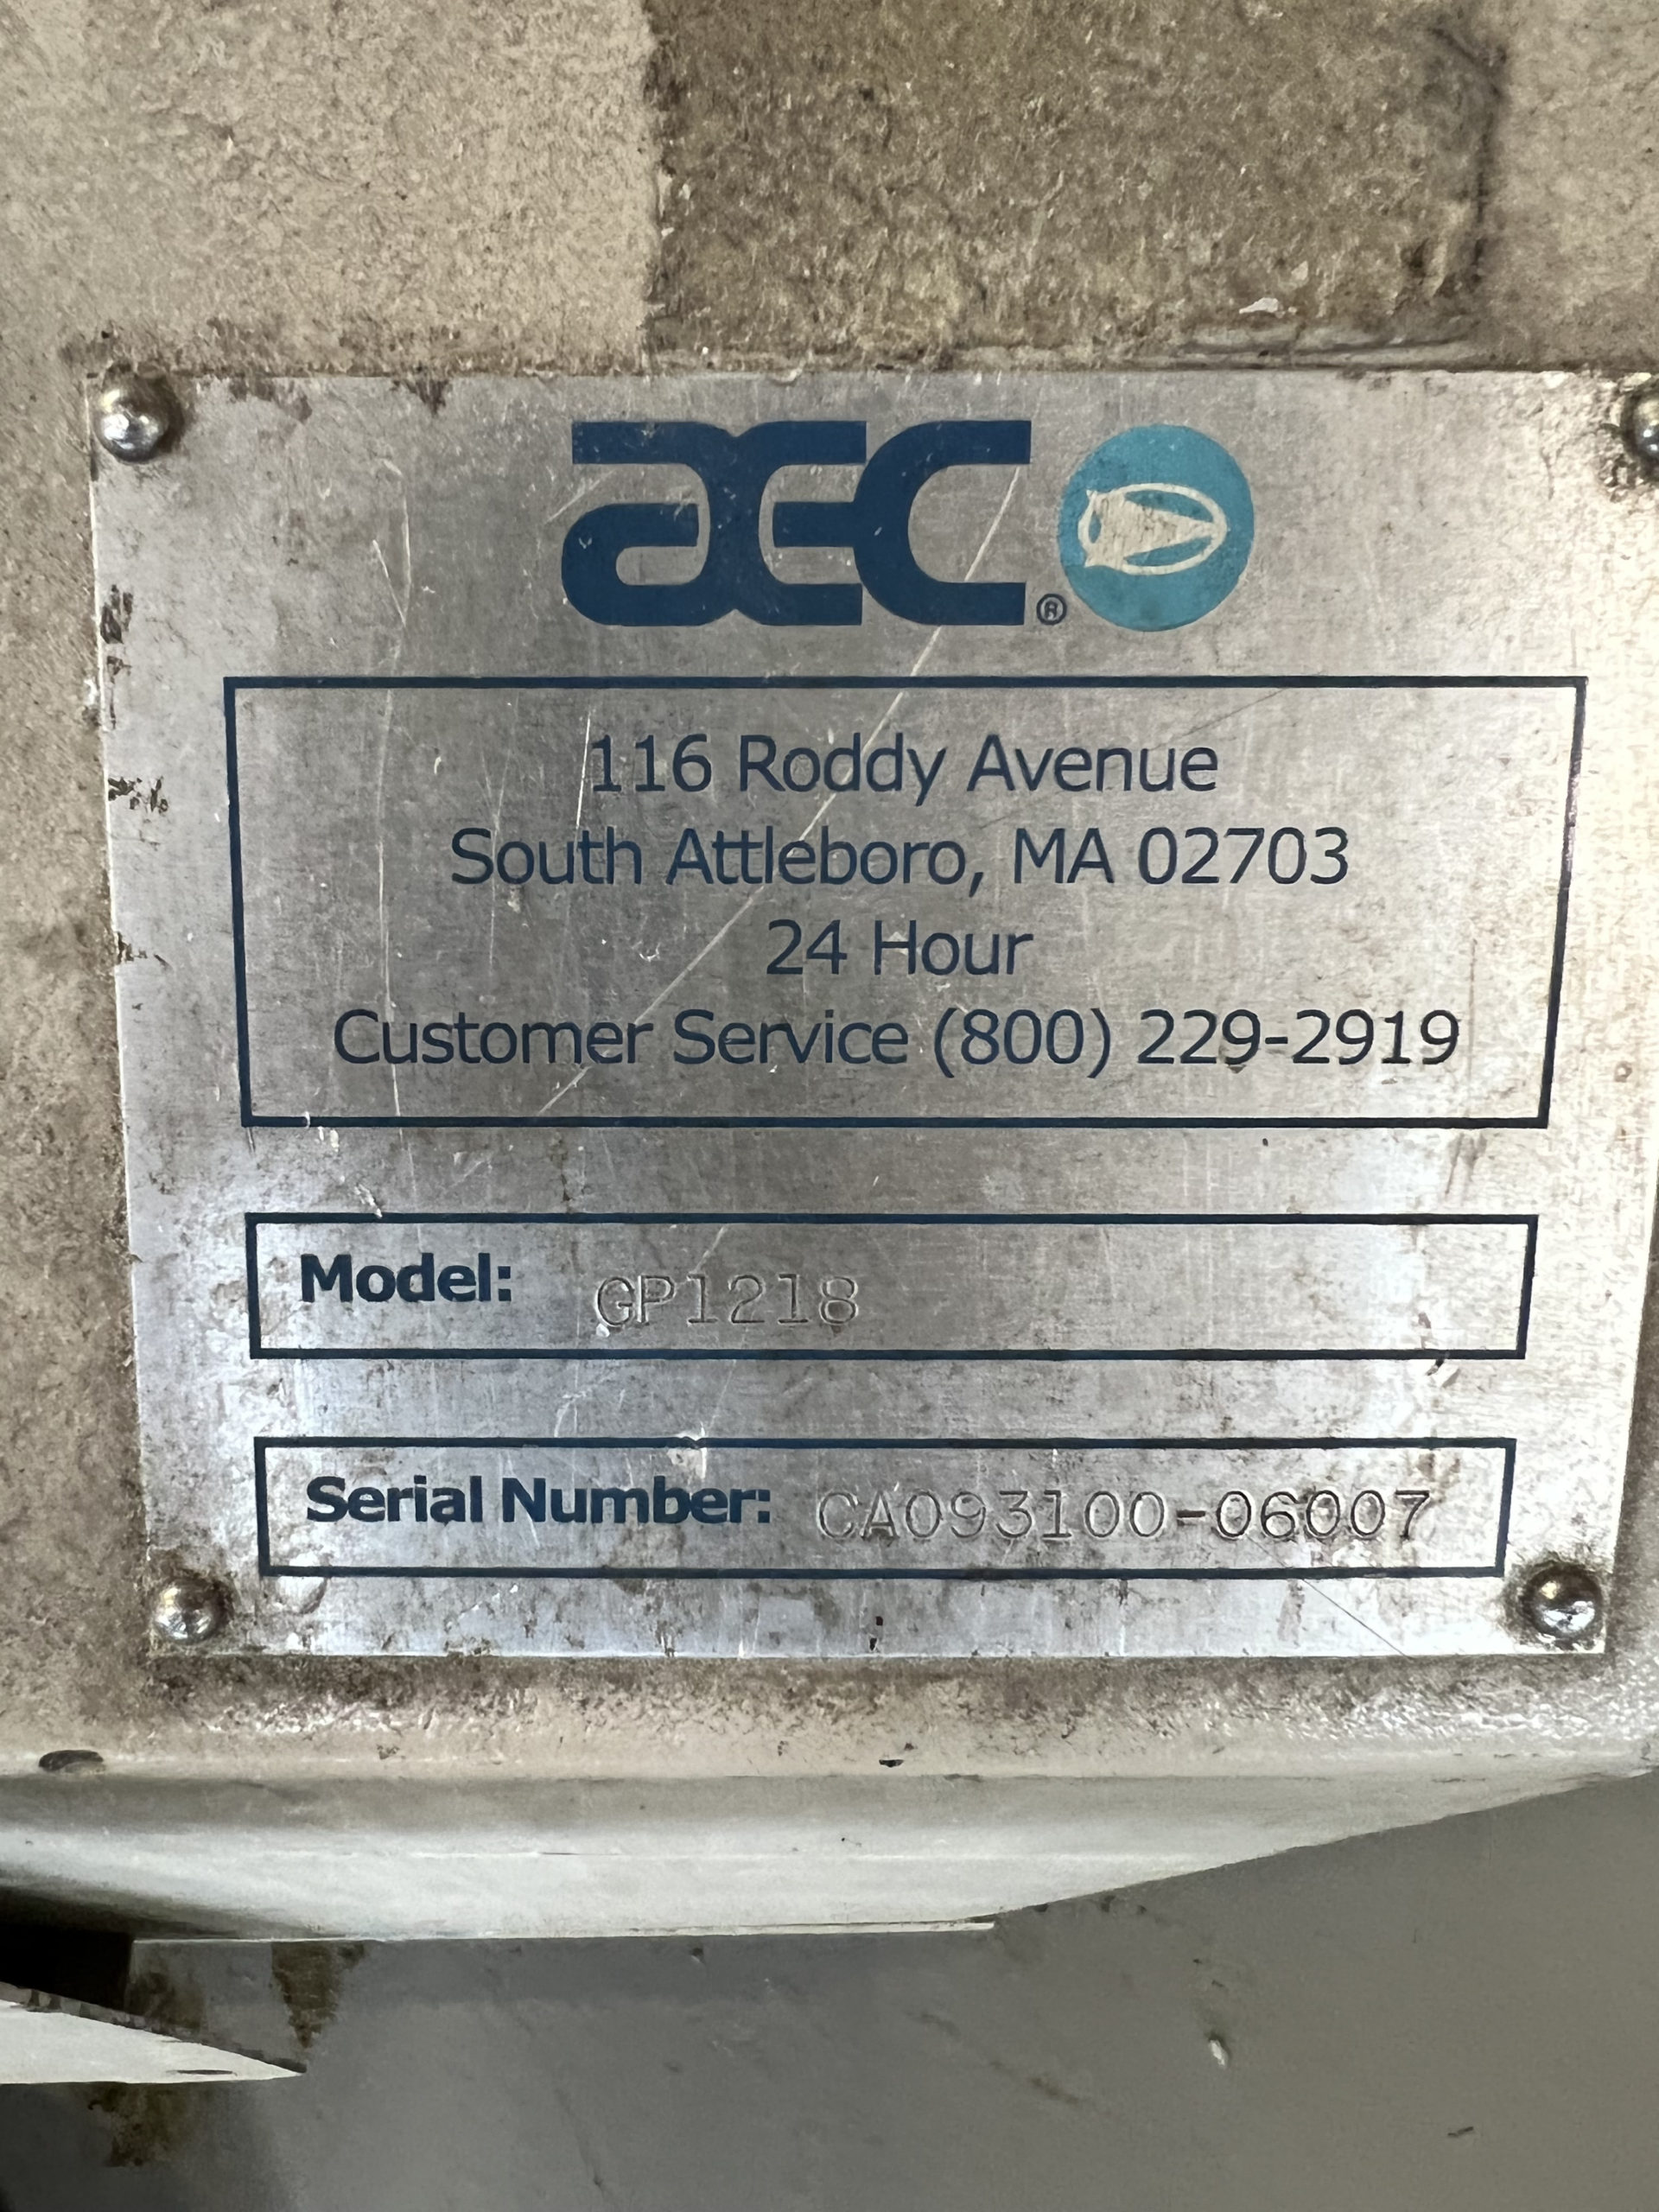 aec®
116 Roddy Avenue
South Attleboro, MA 02703
24 Hour
Customer Service (800) 229-2919
Model: GP1218
Serial Number: CA093100-06007